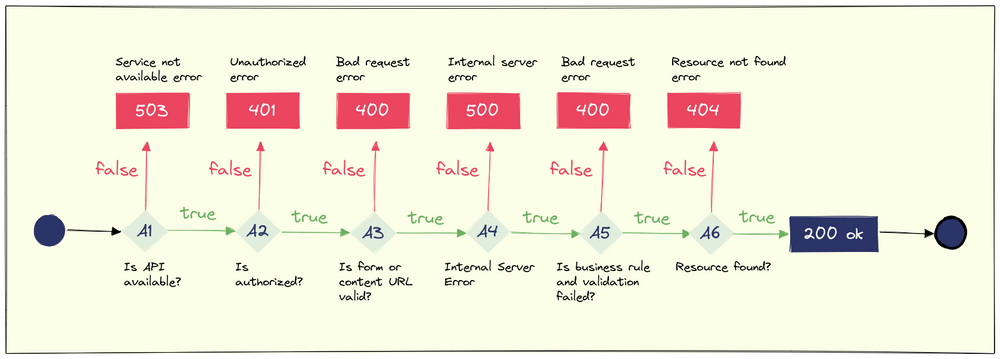 Service not
available error
Unauthorized
error
Bad request
error
Internal server
error
Bad request
error
Resource not found
error
503
401
400
500
400
404
false
false
false
false
false
false
true
true
true
true
true
true
A1
A2
A3
A4
A5
A6
200 ok
Is API
available?
Is
authorized?
Is form or
content URL
valid?
Internal Server
Error
Is business rule
and validation
failed?
Resource found?